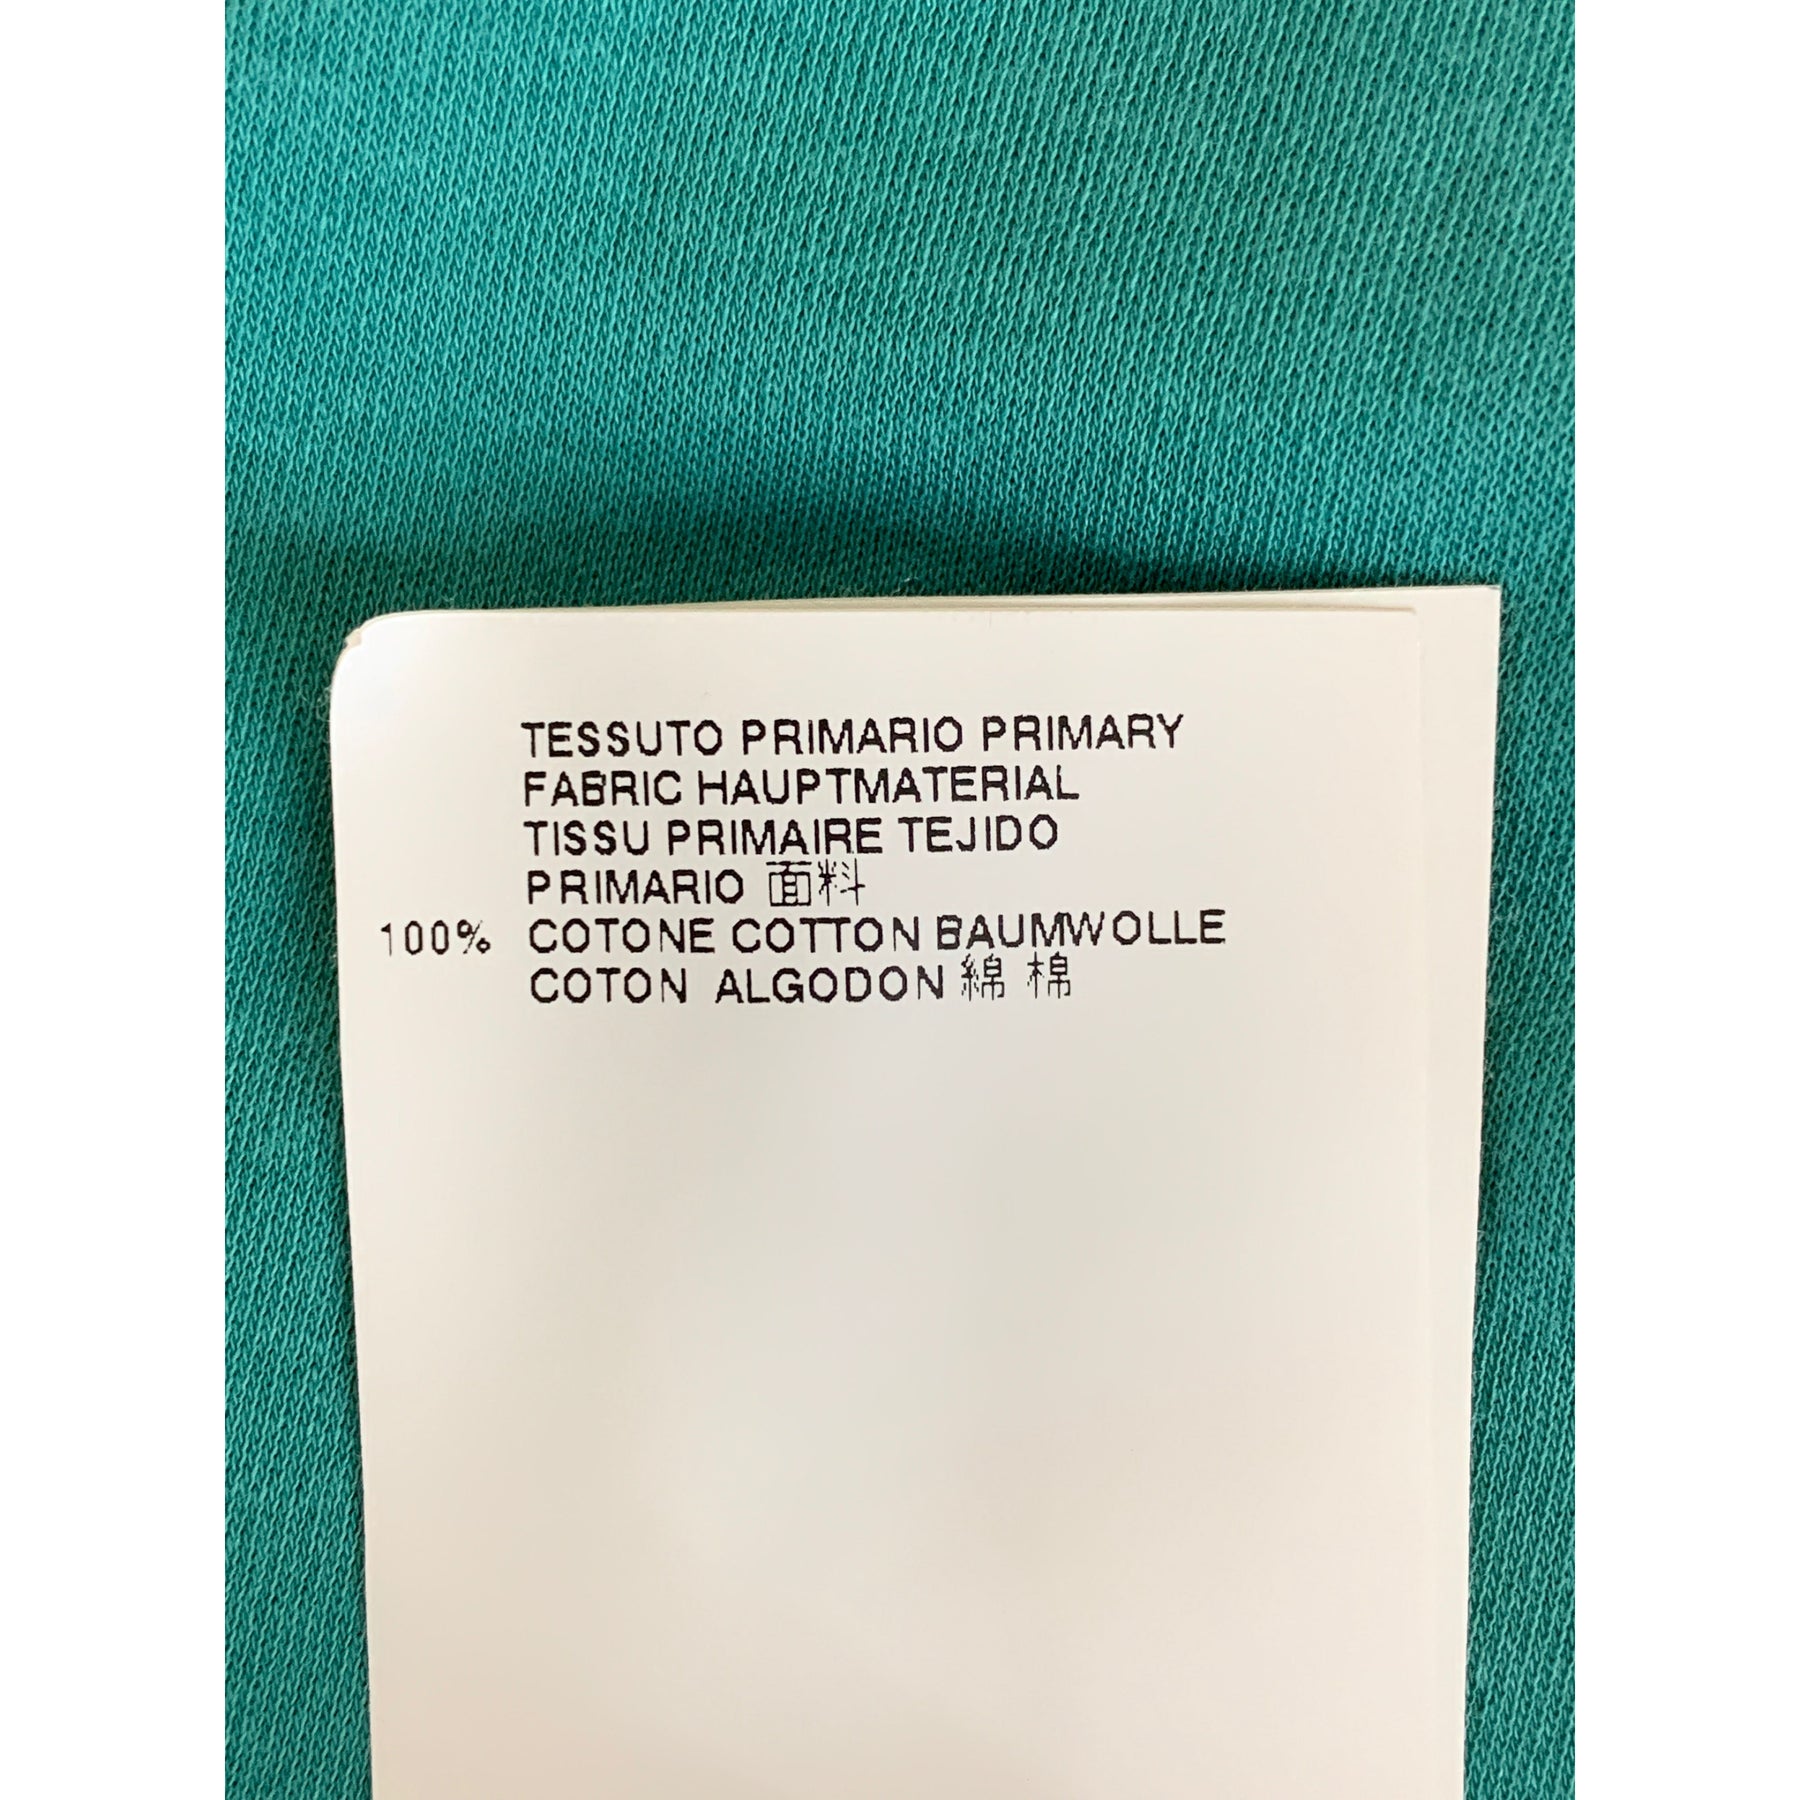 TESSUTO PRIMARIO PRIMARY
FABRIC HAUPTMATERIAL
TISSU PRIMAIRE TEJIDO
PRIMARIO 面料
100% COTONE COTTON BAUMWOLLE
COTON ALGODON 綿 棉